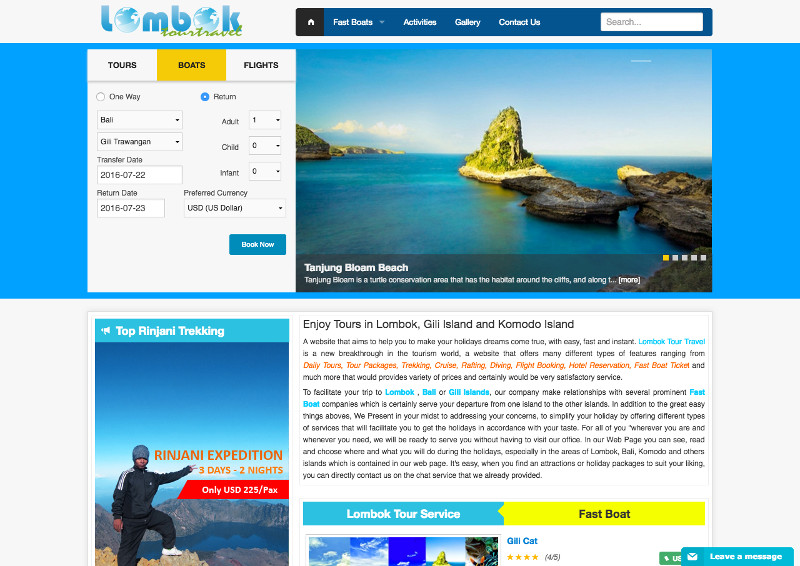 Lombok
tourtravel
Fast Boats
Activities
Gallery
Contact Us
Search...
TOURS
BOATS
FLIGHTS
One Way
Return
Bali
Adult
1
Gili Trawangan
Child
0
Transfer Date
2016-07-22
Infant
0
Return Date
Preferred Currency
2016-07-23
USD (US Dollar)
Book Now
Tanjung Bloam Beach
Tanjung Bloam is a turtle conservation area that has the habitat around the cliffs, and along t... [more]
Top Rinjani Trekking
RINJANI EXPEDITION
3 DAYS - 2 NIGHTS
Only USD 225/Pax
Enjoy Tours in Lombok, Gili Island and Komodo Island
A website that aims to help you to make your holidays dreams come true, with easy, fast and instant. Lombok Tour Travel
is a new breakthrough in the tourism world, a website that offers many different types of features ranging from
Daily Tours, Tour Packages, Trekking, Cruise, Rafting, Diving, Flight Booking, Hotel Reservation, Fast Boat Ticket and
much more that would provides variety of prices and certainly would be very satisfactory service.
To facilitate your trip to Lombok , Bali or Gili islands, our company make relationships with several prominent Fast
Boat companies which is certainly serve your departure from one island to the other islands. In addition to the great easy
things aboves, We Present in your midst to addressing your concerns, to simplify your holiday by offering different types
of services that will facilitate you to get the holidays in accordance with your taste. For all of you "wherever you are and
whenever you need, we will be ready to serve you without having to visit our office. In our Web Page you can see, read
and choose where and what you will do during the holidays, especially in the areas of Lombok, Bali, Komodo and others
islands which is contained in our web page. It's easy, when you find an attractions or holiday packages to suit your liking,
you can directly contact us on the chat service that we already provided.
Lombok Tour Service
Fast Boat
Gili Cat
(4/5)
US
Leave a message